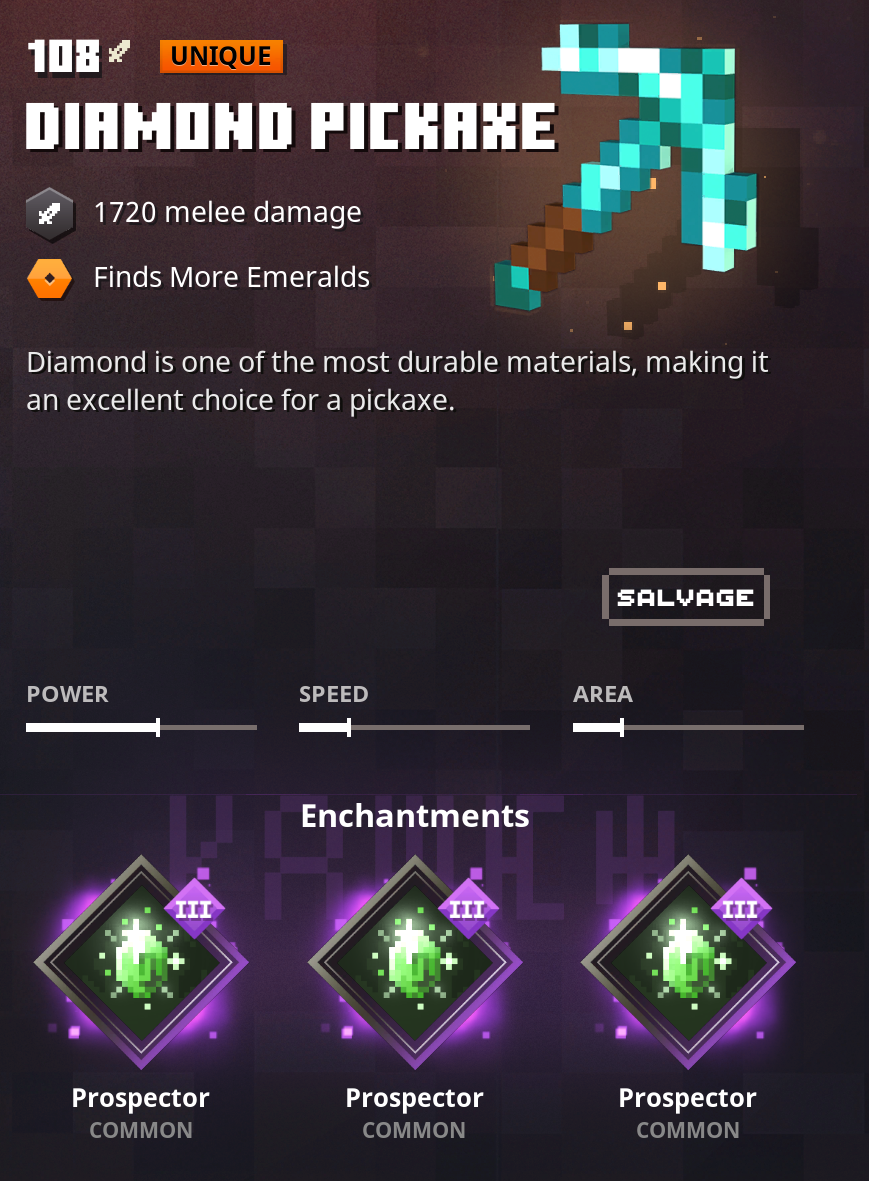 108 UNIQUE
DIAMOND PICKAXE
1720 melee damage
Finds More Emeralds
Diamond is one of the most durable materials, making it
an excellent choice for a pickaxe.
SALVAGE
POWER SPEED AREA
Enchantments
III III III
Prospector Prospector Prospector
COMMON COMMON COMMON